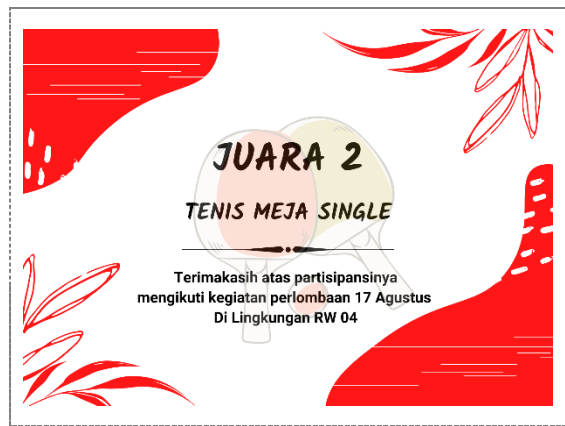 JUARA 2
TENIS MEJA SINGLE
Terimakasih atas partisipansinya
mengikuti kegiatan perlombaan 17 Agustus
Di Lingkungan RW 04